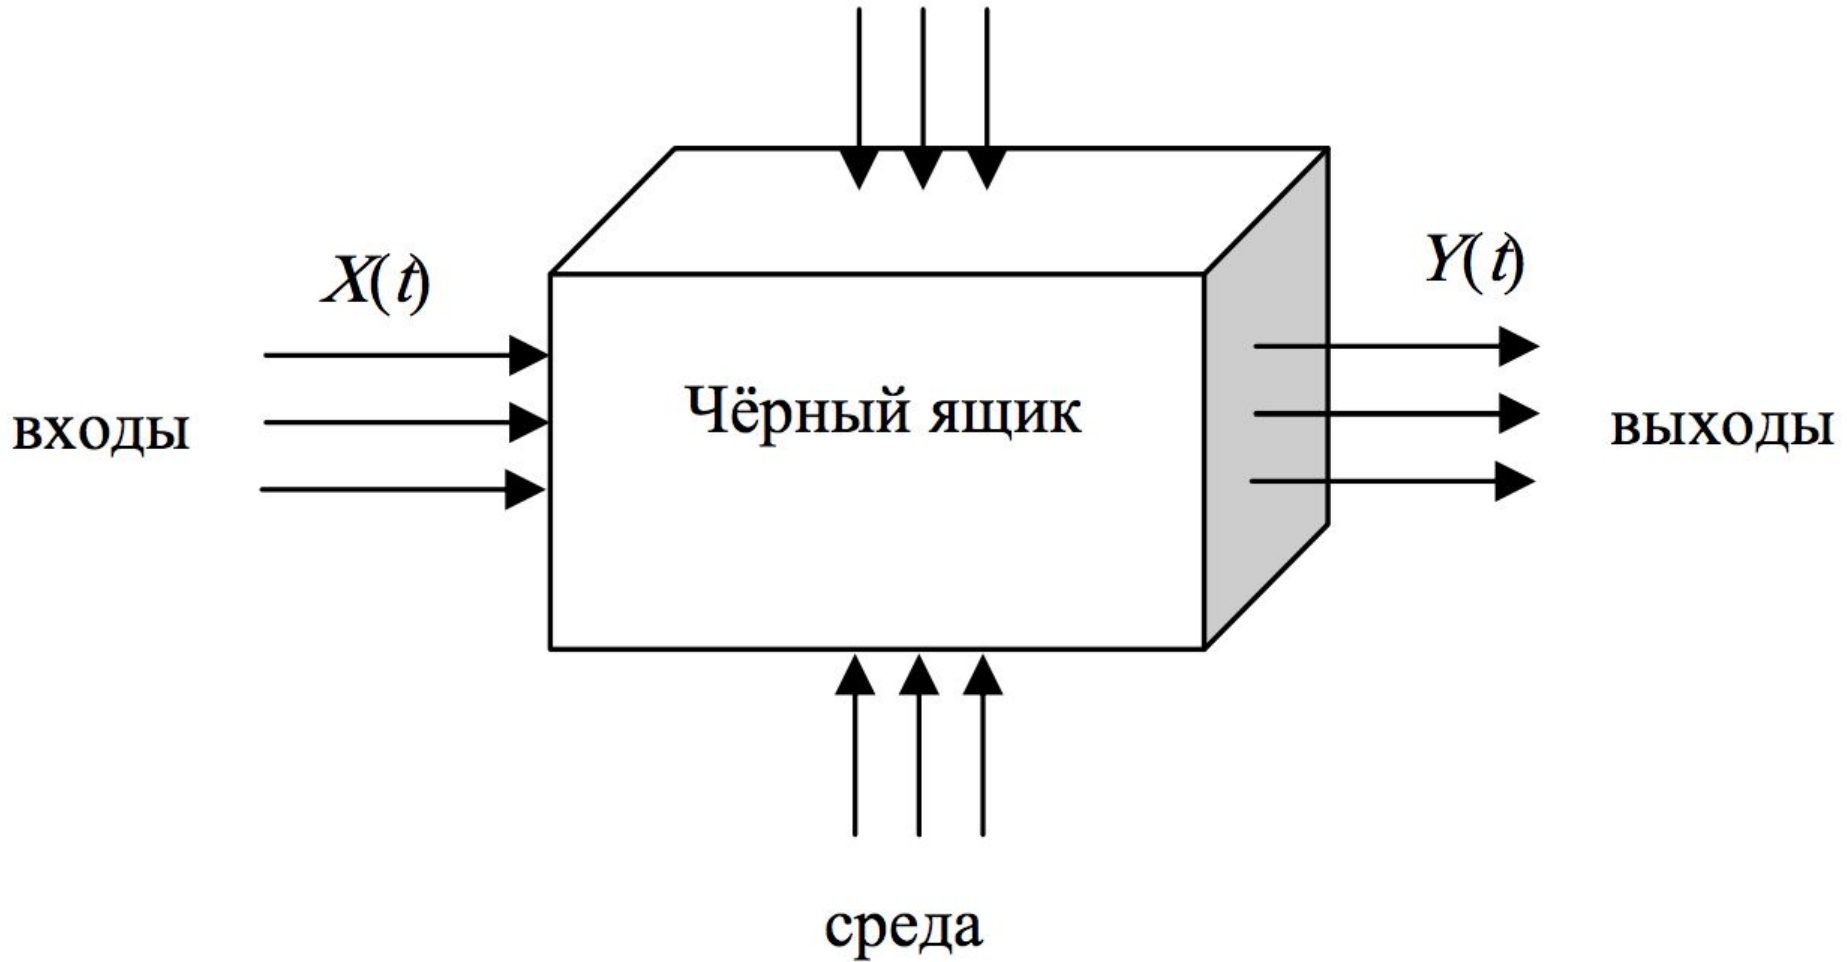 X(t)
Y(t)
Чёрный ящик
входы
выходы
среда